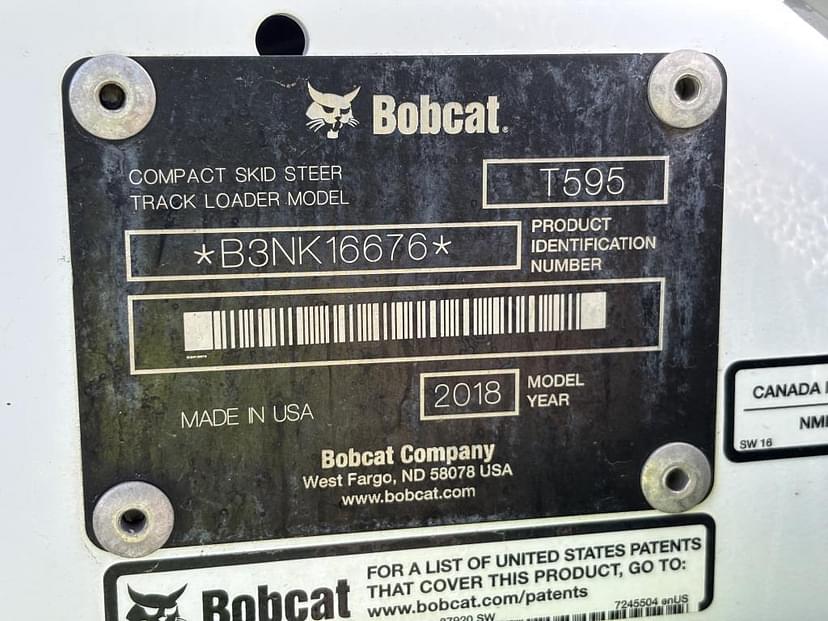 Bobcat®
COMPACT SKID STEER
TRACK LOADER MODEL
T595
*B3NK16676*
PRODUCT
IDENTIFICATION
NUMBER
2018
MODEL
YEAR
MADE IN USA
Bobcat Company
West Fargo, ND 58078 USA
www.bobcat.com
CANADA
SW 16
Bobcat
FOR A LIST OF UNITED STATES PATENTS
THAT COVER THIS PRODUCT, GO TO:
www.bobcat.com/patents
7245504 enUS